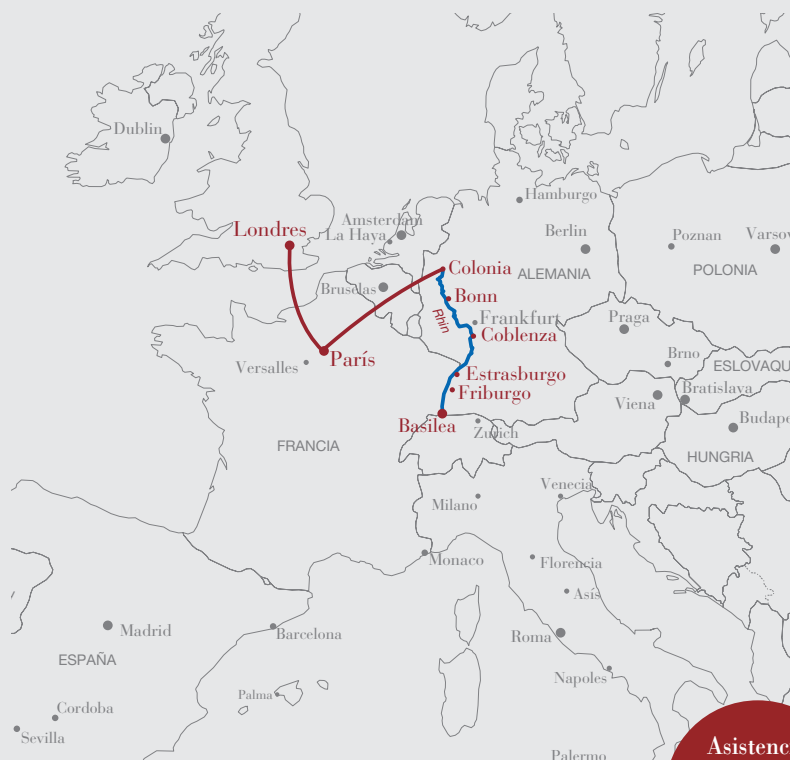 Dublin
Hamburgo
Londres
Amsterdam
La Haya
Berlin
Poznan
Varsov
Colonia
ALEMANIA
POLONIA
Bruselas
Bonn
Rhin
Frankfurt
Praga
Coblenza
Versalles
París
Brno
ESLOVAQU
Estrasburgo
Friburgo
Viena
Bratislava
Basilea
Zurich
Budape
FRANCIA
HUNGRIA
Milano
Venecia
Monaco
Florencia
Asís
Madrid
Barcelona
Roma
ESPAÑA
Napoles
Palma
Cordoba
Sevilla
Asistenci
Palermo